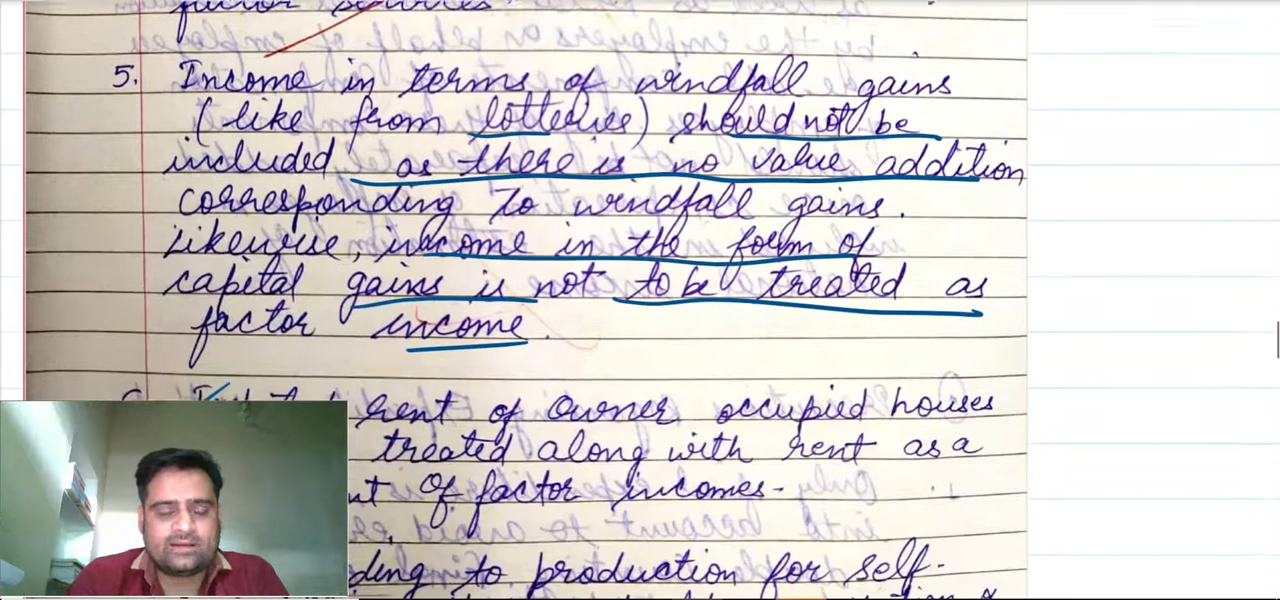 factor
5. Income in terms of windfall gains
(like from lotteries) should not be
included as there is no value addition
corresponding to windfall gains.
Likewise, income in the form of
capital gains is not to be treated as
factor income.
rent of owner occupied houses
treated along with rent as a
of factor incomes.
to production for self-